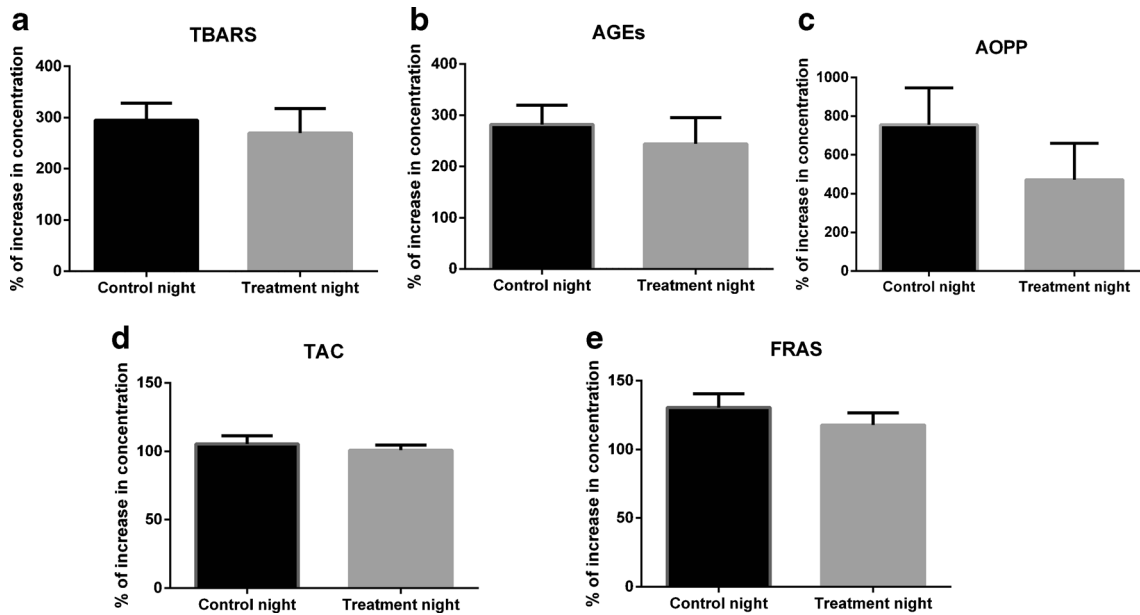 a
TBARS
% of increase in concentration
400
300
200
100
0
Control night
Treatment night
b
AGEs
% of increase in concentration
400
300
200
100
0
Control night
Treatment night
c
AOPP
% of increase in concentration
1000
800
600
400
200
0
Control night
Treatment night
d
TAC
% of increase in concentration
150
100
50
0
Control night
Treatment night
e
FRAS
% of increase in concentration
150
100
50
0
Control night
Treatment night